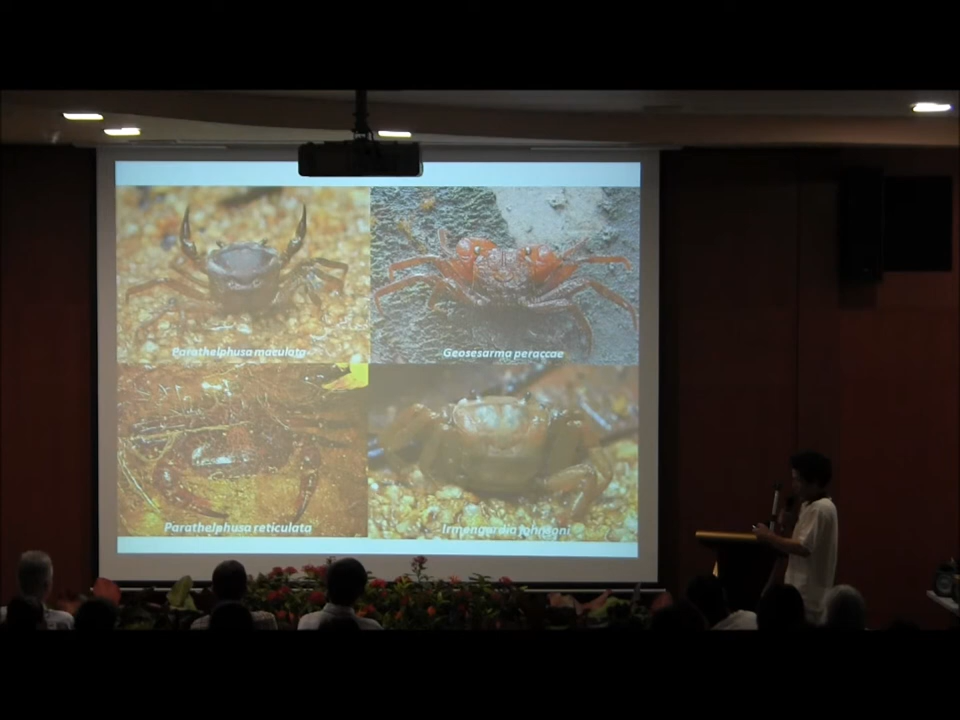 Parathelphusa maculata
Geosesarma peraccae
Parathelphusa reticulata
Irmengardia johnsoni